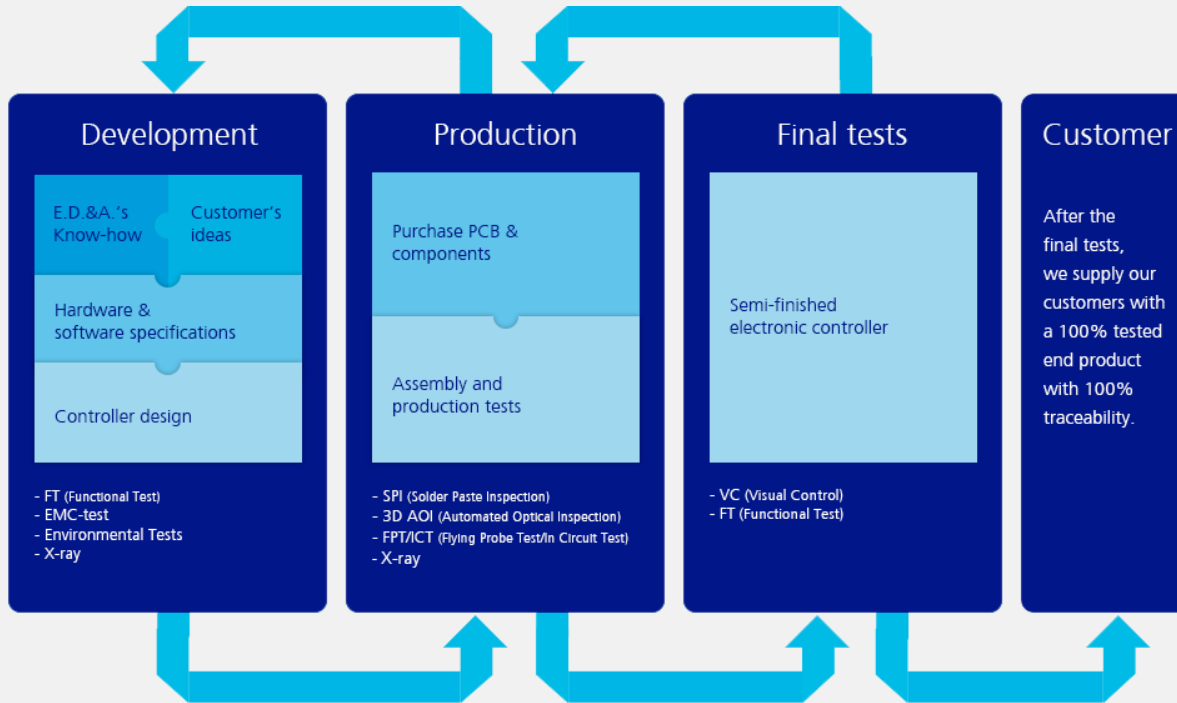 Development
E.D.&A.'s
Know-how
Customer's
ideas
Hardware &
software specifications
Controller design
- FT (Functional Test)
- EMC-test
- Environmental Tests
- X-ray
Production
Purchase PCB &
components
Assembly and
production tests
- SPI (Solder Paste Inspection)
- 3D AOI (Automated Optical Inspection)
- FPT/ICT (Flying Probe Test/In Circuit Test)
- X-ray
Final tests
Semi-finished
electronic controller
- VC (Visual Control)
- FT (Functional Test)
Customer
After the
final tests,
we supply our
customers with
a 100% tested
end product
with 100%
traceability.